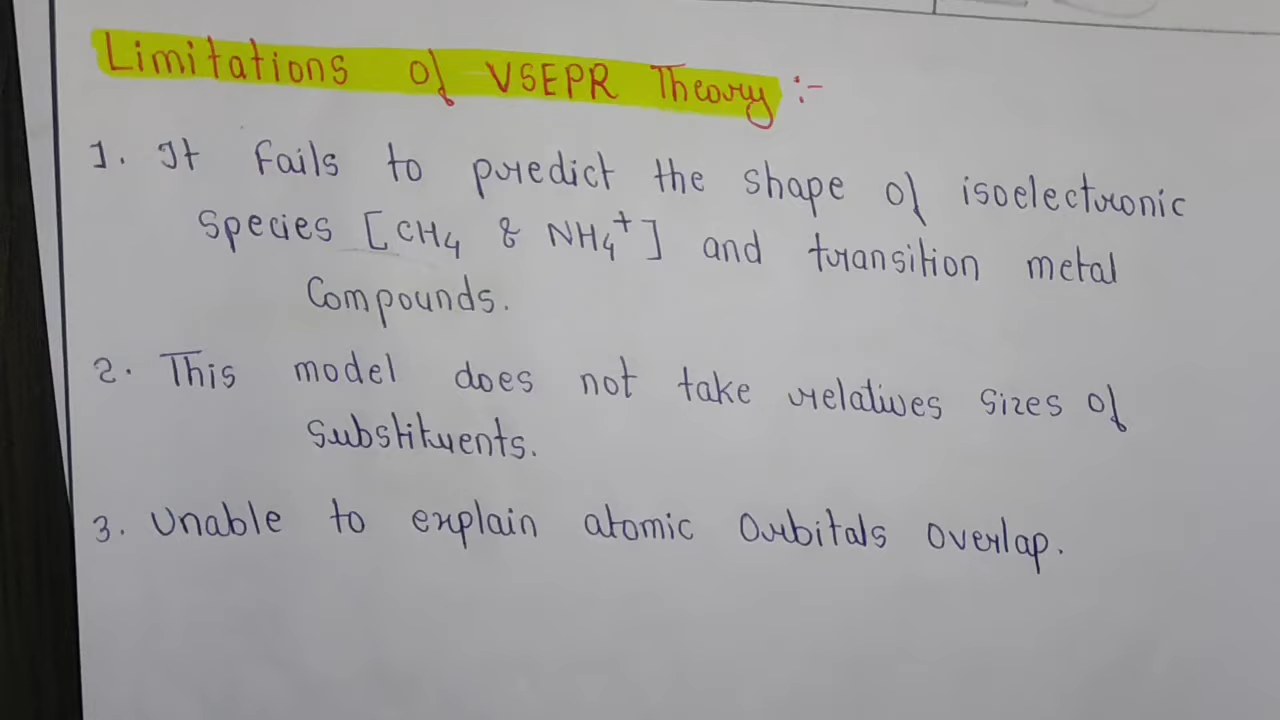 Limitations of VSEPR Theory :-
1. It fails to predict the shape of isoelectronic
species [CH₄ & NH₄⁺] and transition metal
Compounds.
2. This model does not take relatives sizes of
substituents.
3. Unable to explain atomic Orbitals overlap.